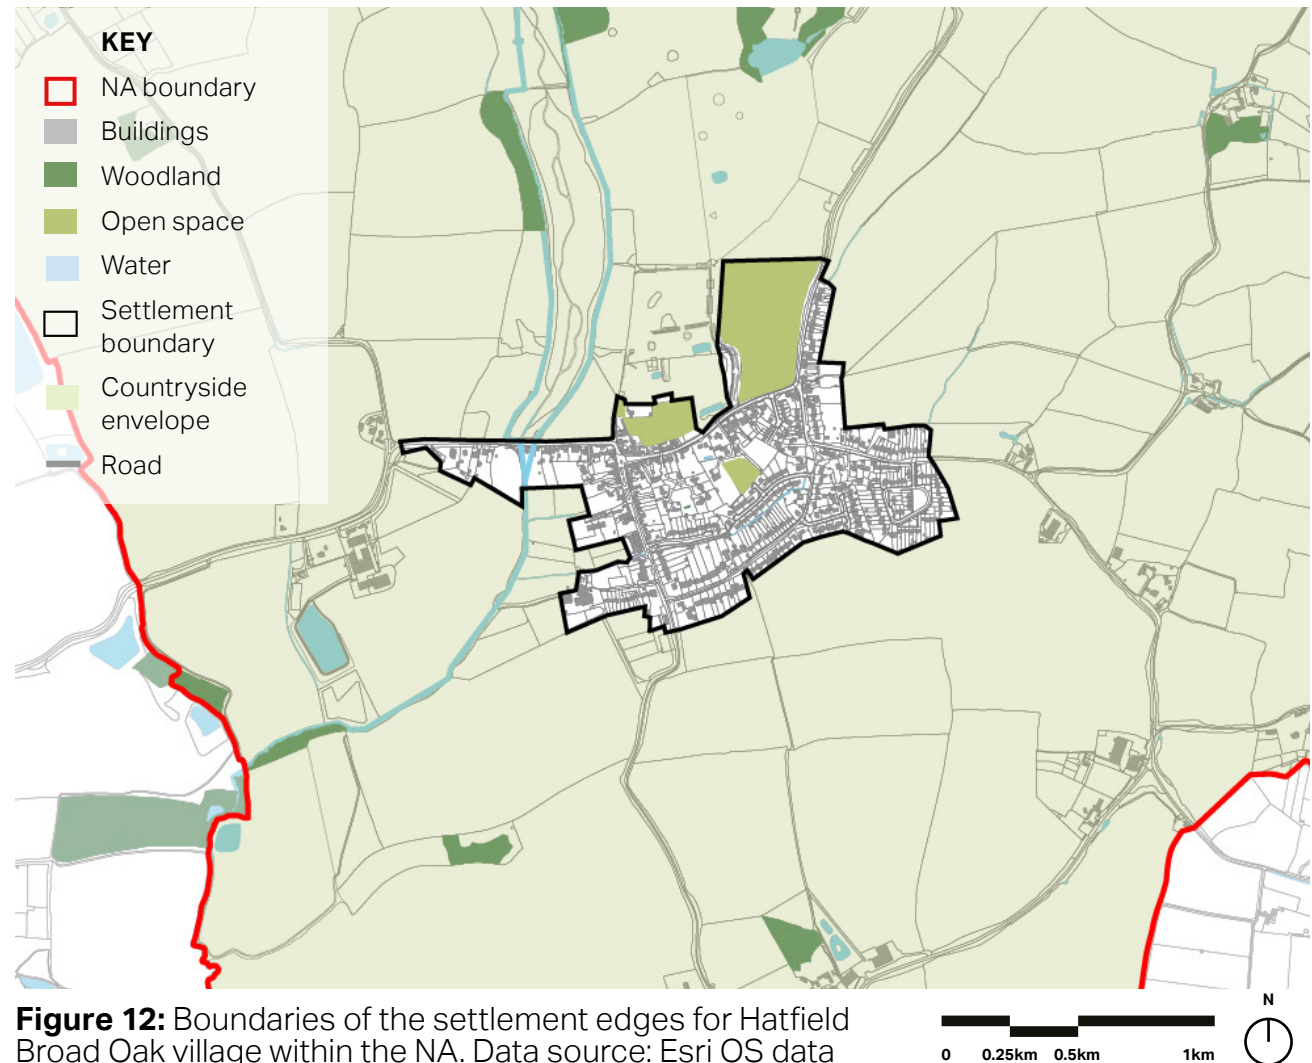 KEY
NA boundary
Buildings
Woodland
Open space
Water
Settlement
boundary
Countryside
envelope
Road
Figure 12: Boundaries of the settlement edges for Hatfield
Broad Oak village within the NA. Data source: Esri OS data
N
0 0.25km 0.5km 1km